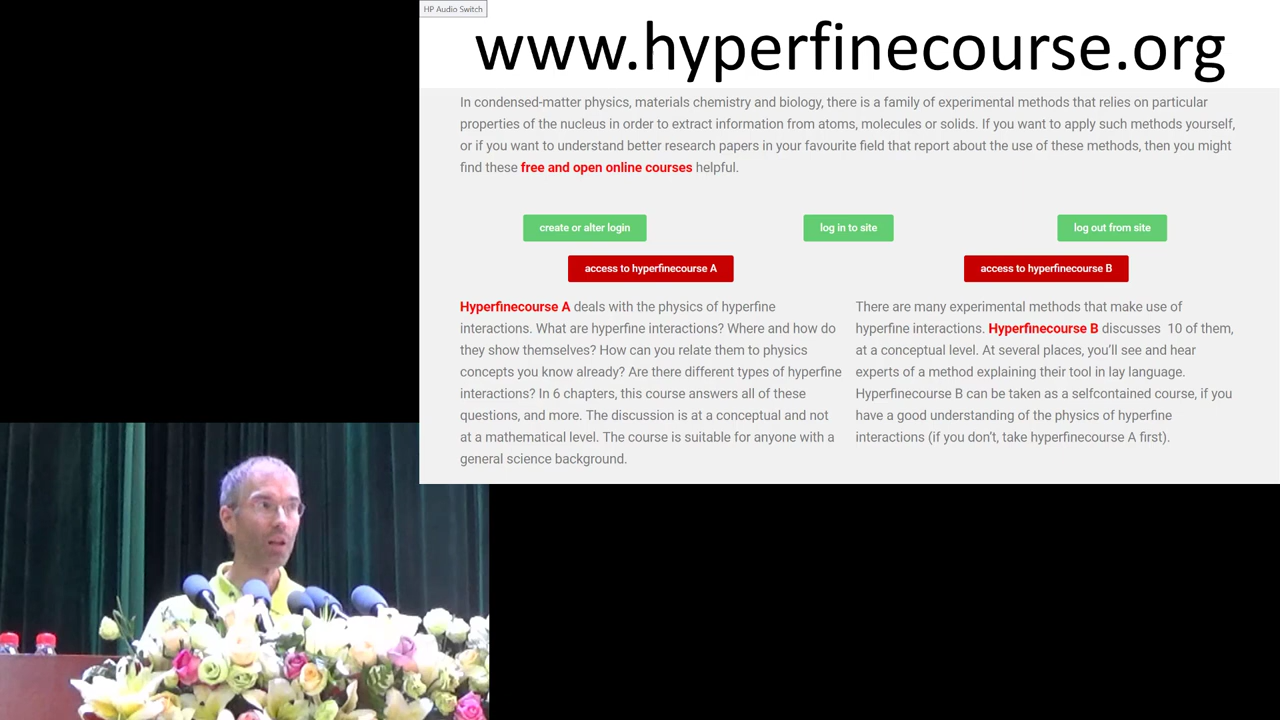 HP Audio Switch
www.hyperfinecourse.org
In condensed-matter physics, materials chemistry and biology, there is a family of experimental methods that relies on particular
properties of the nucleus in order to extract information from atoms, molecules or solids. If you want to apply such methods yourself,
or if you want to understand better research papers in your favourite field that report about the use of these methods, then you might
find these free and open online courses helpful.
create or alter login
log in to site
log out from site
access to hyperfinecourse A
access to hyperfinecourse B
Hyperfinecourse A deals with the physics of hyperfine
interactions. What are hyperfine interactions? Where and how do
they show themselves? How can you relate them to physics
concepts you know already? Are there different types of hyperfine
interactions? In 6 chapters, this course answers all of these
questions, and more. The discussion is at a conceptual and not
at a mathematical level. The course is suitable for anyone with a
general science background.
There are many experimental methods that make use of
hyperfine interactions. Hyperfinecourse B discusses 10 of them,
at a conceptual level. At several places, you’ll see and hear
experts of a method explaining their tool in lay language.
Hyperfinecourse B can be taken as a selfcontained course, if you
have a good understanding of the physics of hyperfine
interactions (if you don’t, take hyperfinecourse A first).